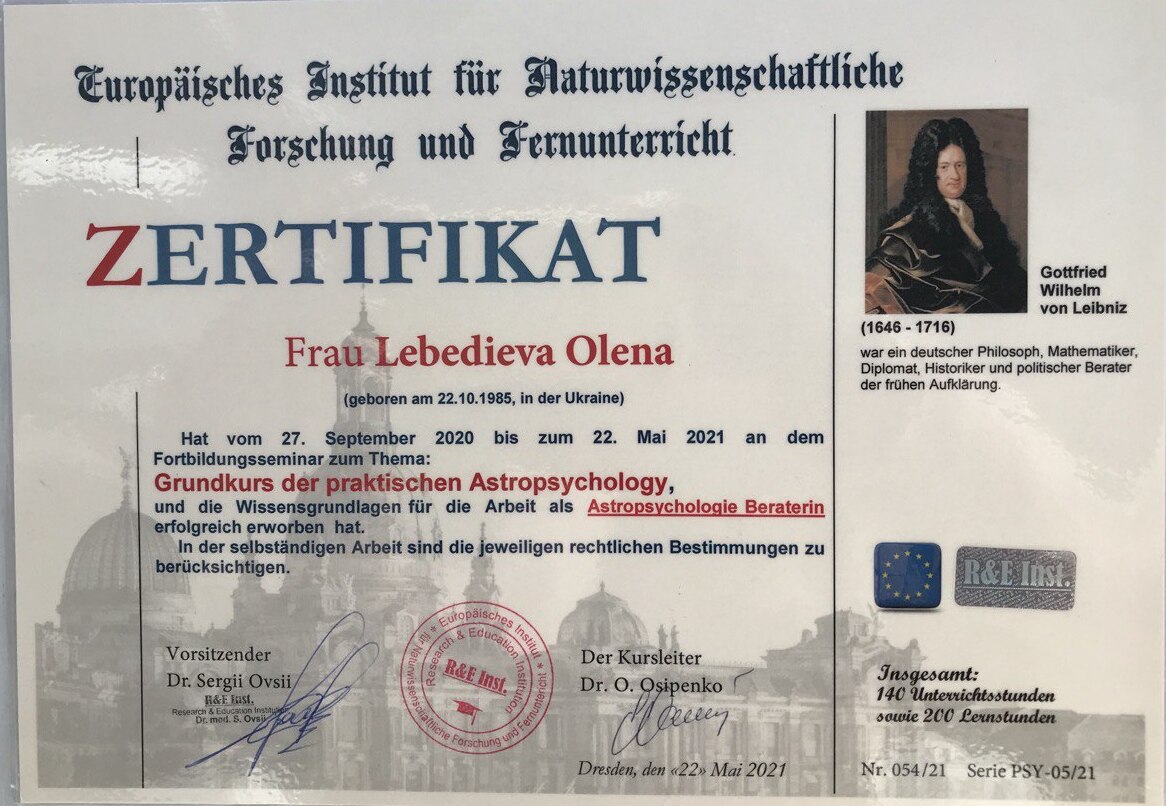 Europäisches Institut für Naturwissenschaftliche
Forschung und Fernunterricht
ZERTIFIKAT
Frau Lebedieva Olena
(geboren am 22.10.1985, in der Ukraine)
Hat vom 27. September 2020 bis zum 22. Mai 2021 an dem
Fortbildungsseminar zum Thema:
Grundkurs der praktischen Astropsychology,
und die Wissensgrundlagen für die Arbeit als Astropsychologie Beraterin
erfolgreich erworben hat.
In der selbständigen Arbeit sind die jeweiligen rechtlichen Bestimmungen zu
berücksichtigen.
Vorsitzender
Dr. Sergii Ovsii
R&E Inst.
Research & Education Institution
Dr. med. S. Ovsii
Europäisches Institut
für Naturwissenschaftliche Forschung und Fernunterricht
Research & Education Institution
R&E Inst.
Der Kursleiter
Dr. O. Osipenko
Dresden, den «22» Mai 2021
Gottfried
Wilhelm
von Leibniz
(1646 - 1716)
war ein deutscher Philosoph, Mathematiker,
Diplomat, Historiker und politischer Berater
der frühen Aufklärung.
R&E Inst.
Insgesamt:
140 Unterrichtsstunden
sowie 200 Lernstunden
Nr. 054/21 Serie PSY-05/21